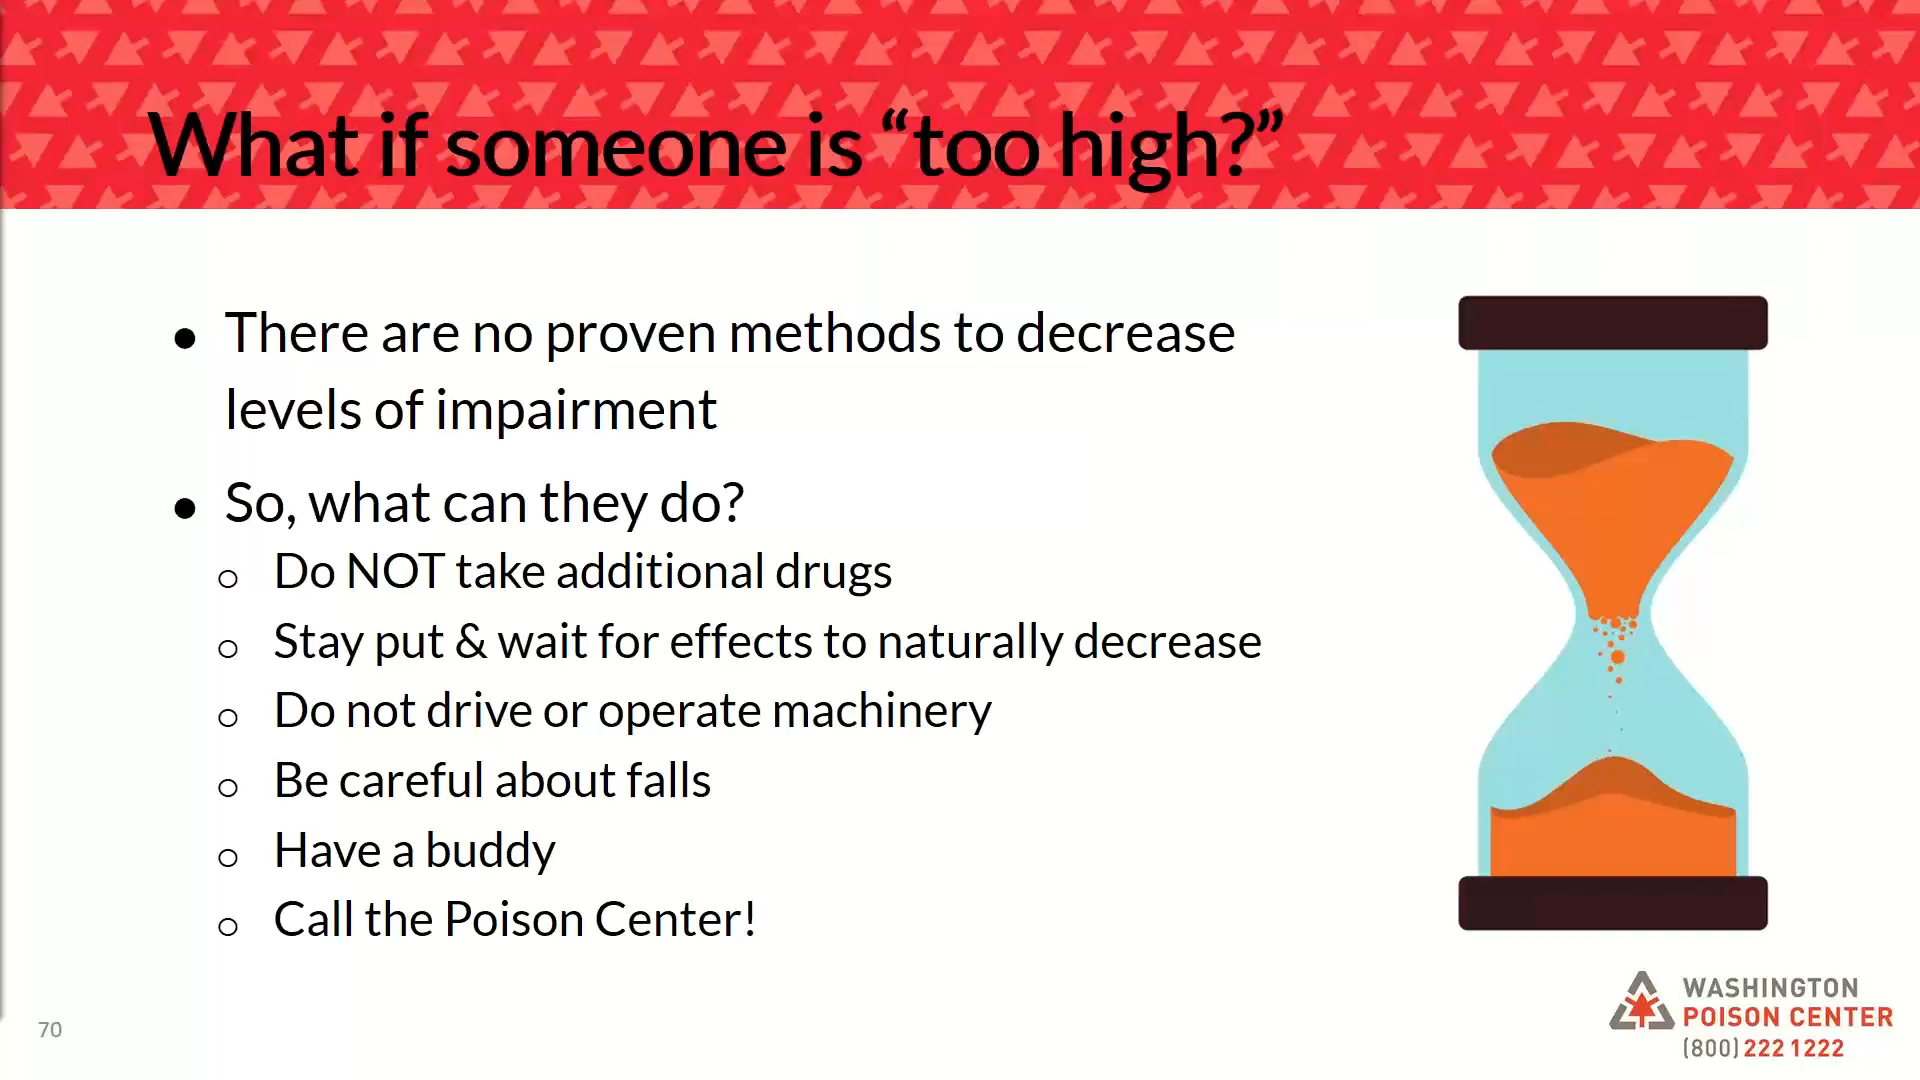 What if someone is “too high?”
● There are no proven methods to decrease
levels of impairment
● So, what can they do?
○ Do NOT take additional drugs
○ Stay put & wait for effects to naturally decrease
○ Do not drive or operate machinery
○ Be careful about falls
○ Have a buddy
○ Call the Poison Center!
70
WASHINGTON
POISON CENTER
(800) 222 1222